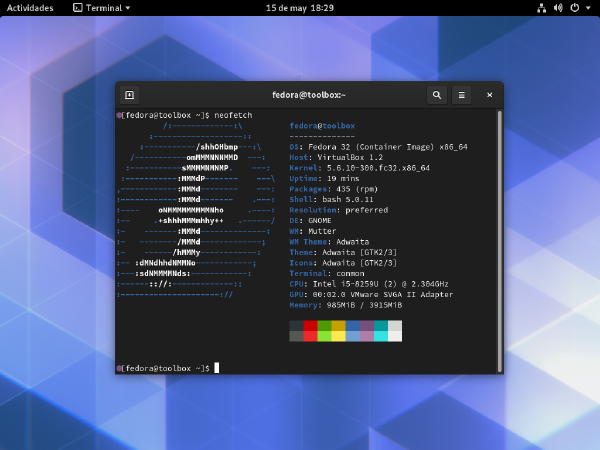 Actividades Terminal 15 de may 18:29
fedora@toolbox:~
[fedora@toolbox ~]$ neofetch
fedora@toolbox
--------------
OS: Fedora 32 (Container Image) x86_64
Host: VirtualBox 1.2
Kernel: 5.6.10-300.fc32.x86_64
Uptime: 19 mins
Packages: 435 (rpm)
Shell: bash 5.0.11
Resolution: preferred
DE: GNOME
WM: Mutter
WM Theme: Adwaita
Theme: Adwaita [GTK2/3]
Icons: Adwaita [GTK2/3]
Terminal: common
CPU: Intel i5-8259U (2) @ 2.304GHz
GPU: 00:02.0 VMware SVGA II Adapter
Memory: 985MiB / 3915MiB
[fedora@toolbox ~]$